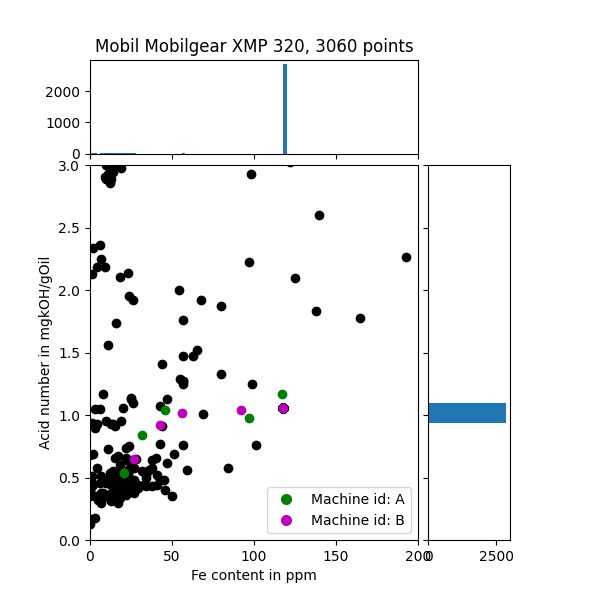 Mobil Mobilgear XMP 320, 3060 points
2000
1000
0
3.0
2.5
2.0
1.5
1.0
0.5
0.0
Acid number in mgkOH/gOil
Machine id: A
Machine id: B
0 50 100 150 200 0 2500
Fe content in ppm